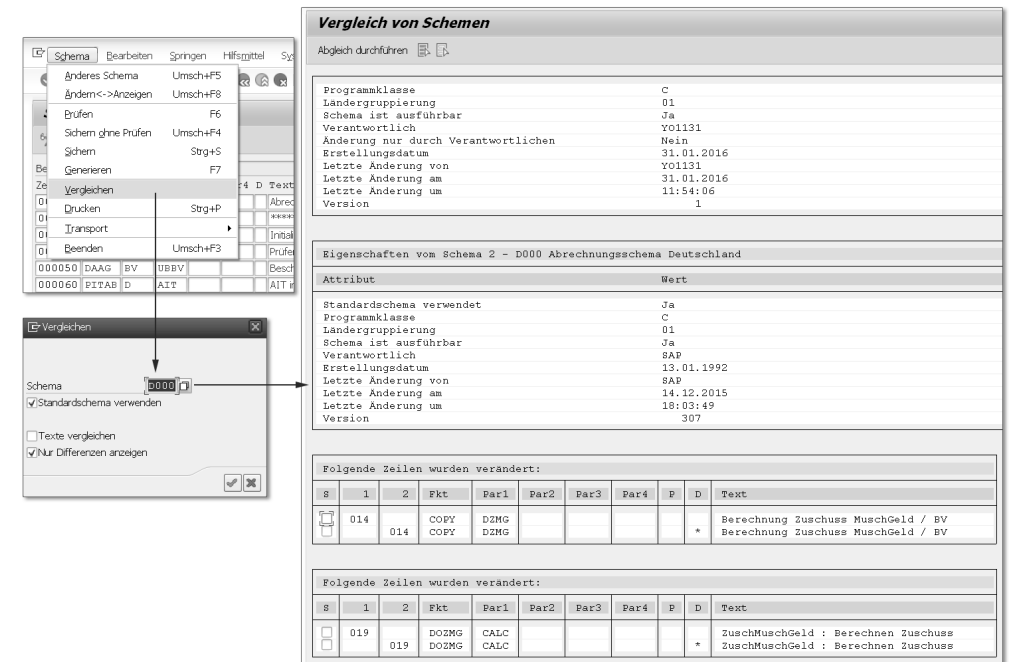 Schema Bearbeiten Springen Hilfsmittel
Anderes Schema Umsch+F5
Ändern<->Anzeigen Umsch+F8
Prüfen F6
Sichern ohne Prüfen Umsch+F4
Sichern Strg+S
Generieren F7
Vergleichen
Drucken Strg+P
Transport
Beenden Umsch+F3
Be
Ze r4 D Text
Abrec
*****
Initiali
Prüfe
000050 DAAG BV UBBV Besch
000060 PITAB D AIT AIT i
Vergleichen
Schema D000
Standardschema verwenden
Texte vergleichen
Nur Differenzen anzeigen
Vergleich von Schemen
Abgleich durchführen
Programmklasse C
Ländergruppierung 01
Schema ist ausführbar Ja
Verantwortlich YO1131
Änderung nur durch Verantwortlichen Nein
Erstellungsdatum 31.01.2016
Letzte Änderung von YO1131
Letzte Änderung am 31.01.2016
Letzte Änderung um 11:54:06
Version 1
Eigenschaften vom Schema 2 - D000 Abrechnungsschema Deutschland
Attribut Wert
Standardschema verwendet Ja
Programmklasse C
Ländergruppierung 01
Schema ist ausführbar Ja
Verantwortlich SAP
Erstellungsdatum 13.01.1992
Letzte Änderung von SAP
Letzte Änderung am 14.12.2015
Letzte Änderung um 18:03:49
Version 307
Folgende Zeilen wurden verändert:
S 1 2 Fkt Par1 Par2 Par3 Par4 P D Text
014 COPY DZMG Berechnung Zuschuss MuschGeld / BV
014 COPY DZMG * Berechnung Zuschuss MuschGeld / BV
Folgende Zeilen wurden verändert:
S 1 2 Fkt Par1 Par2 Par3 Par4 P D Text
019 DOZMG CALC ZuschMuschGeld : Berechnen Zuschuss
019 DOZMG CALC * ZuschMuschGeld : Berechnen Zuschuss